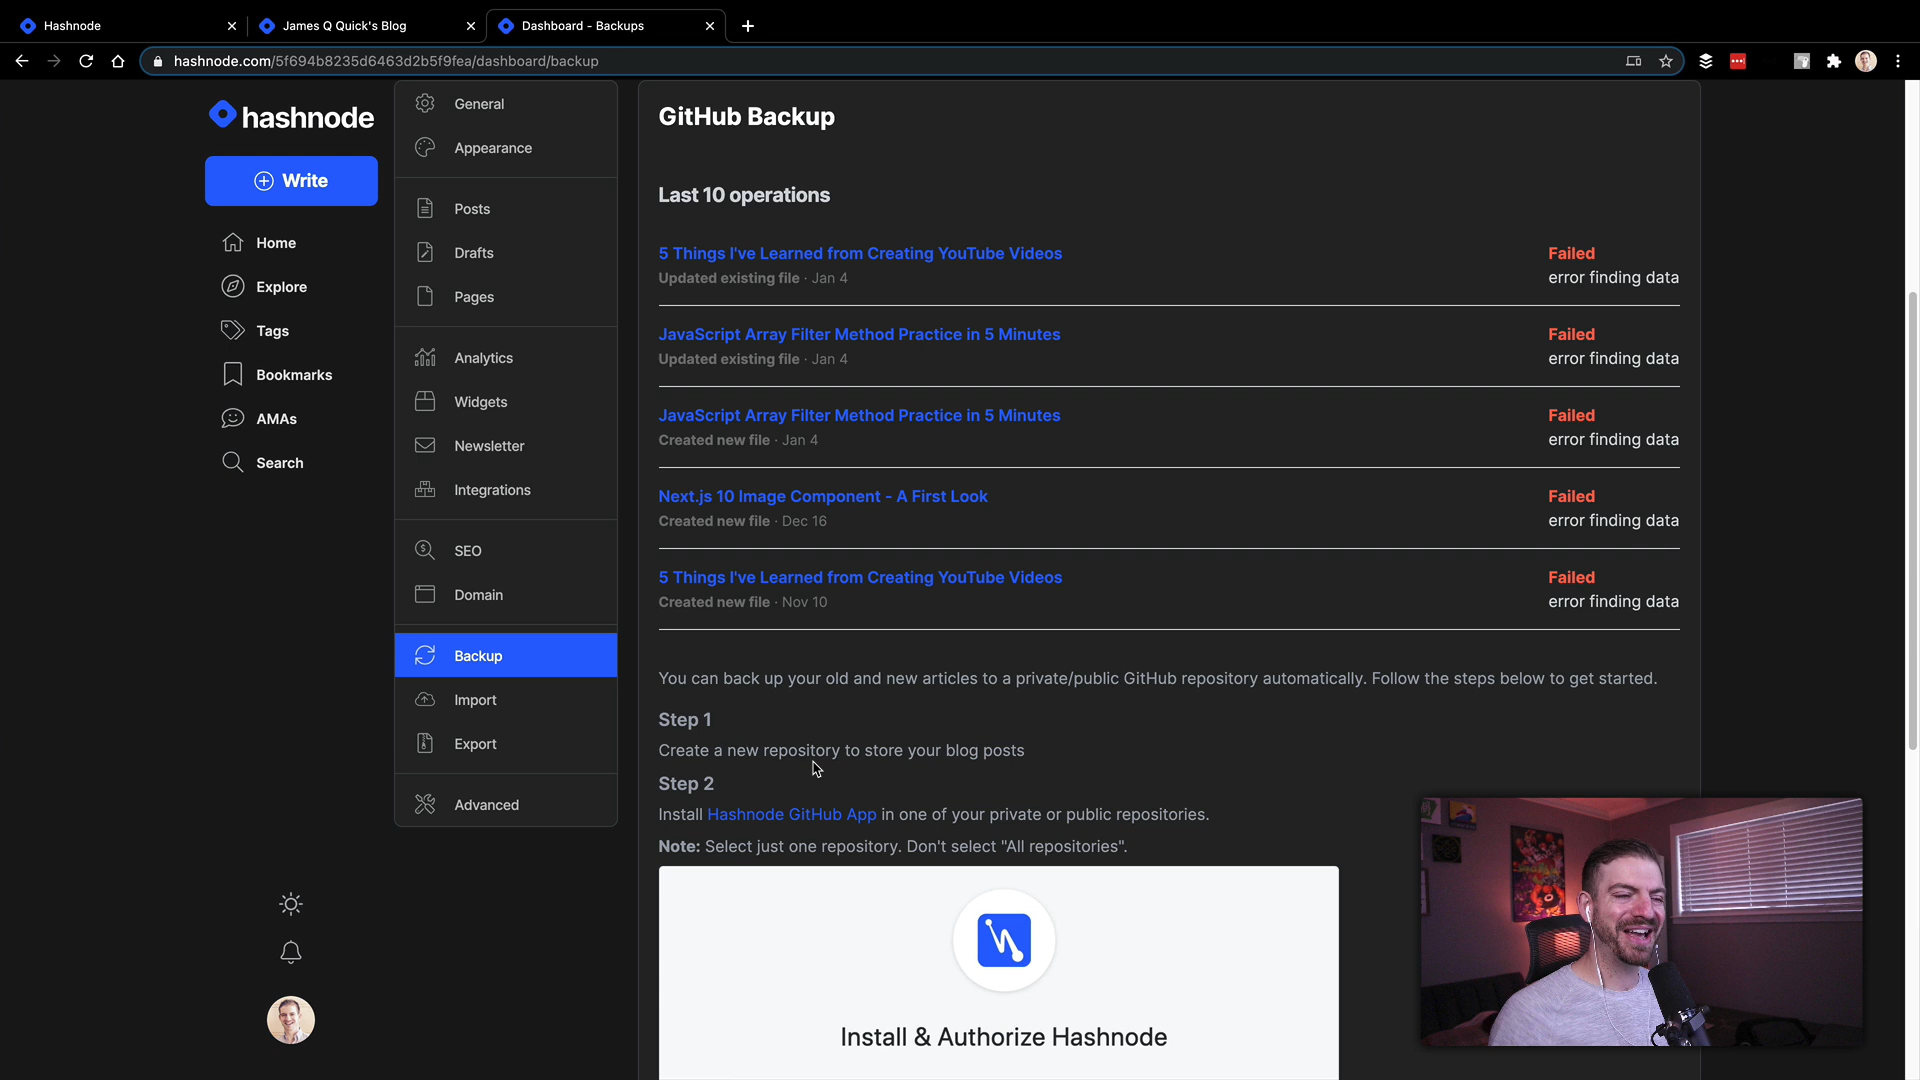 Hashnode
James Q Quick's Blog
Dashboard - Backups
hashnode.com/5f694b8235d6463d2b5f9fea/dashboard/backup
hashnode
Write
Home
Explore
Tags
Bookmarks
AMAs
Search
General
Appearance
Posts
Drafts
Pages
Analytics
Widgets
Newsletter
Integrations
SEO
Domain
Backup
Import
Export
Advanced
GitHub Backup
Last 10 operations
5 Things I've Learned from Creating YouTube Videos
Failed
Updated existing file · Jan 4
error finding data
JavaScript Array Filter Method Practice in 5 Minutes
Failed
Updated existing file · Jan 4
error finding data
JavaScript Array Filter Method Practice in 5 Minutes
Failed
Created new file · Jan 4
error finding data
Next.js 10 Image Component - A First Look
Failed
Created new file · Dec 16
error finding data
5 Things I've Learned from Creating YouTube Videos
Failed
Created new file · Nov 10
error finding data
You can back up your old and new articles to a private/public GitHub repository automatically. Follow the steps below to get started.
Step 1
Create a new repository to store your blog posts
Step 2
Install Hashnode GitHub App in one of your private or public repositories.
Note: Select just one repository. Don't select "All repositories".
Install & Authorize Hashnode